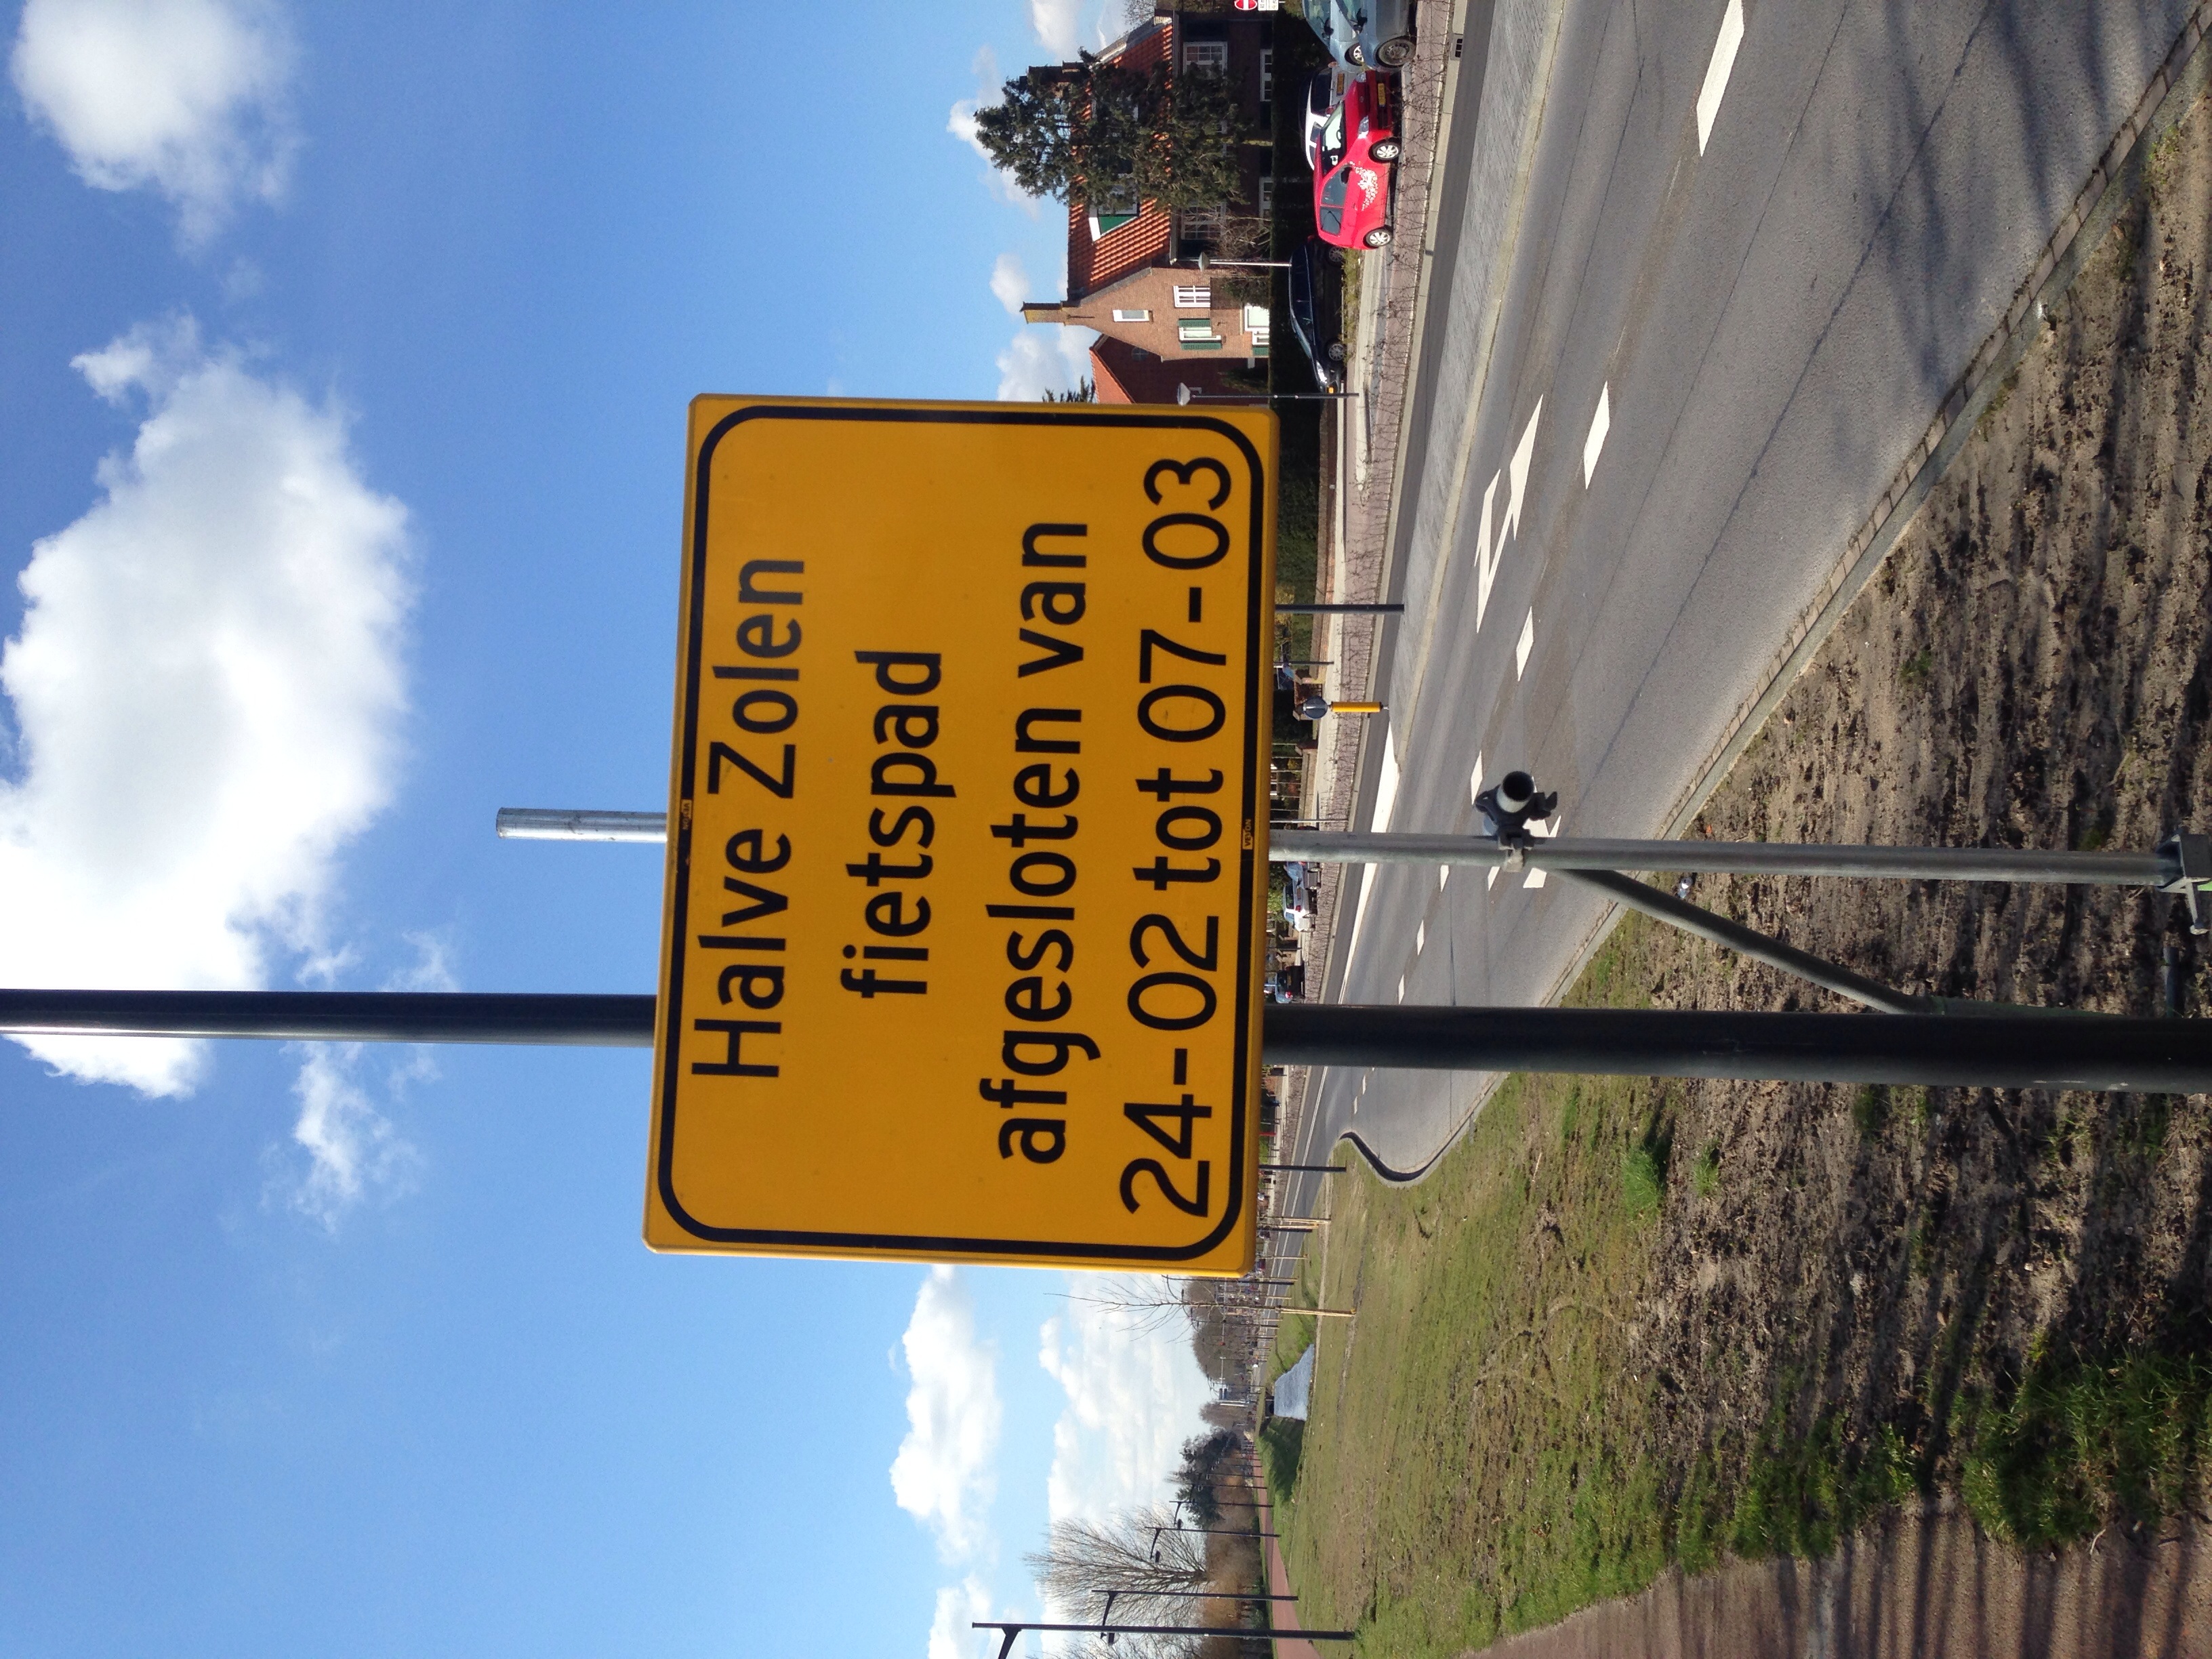 Halve Zolen
fietspad
afgesloten van
24-02 tot 07-03